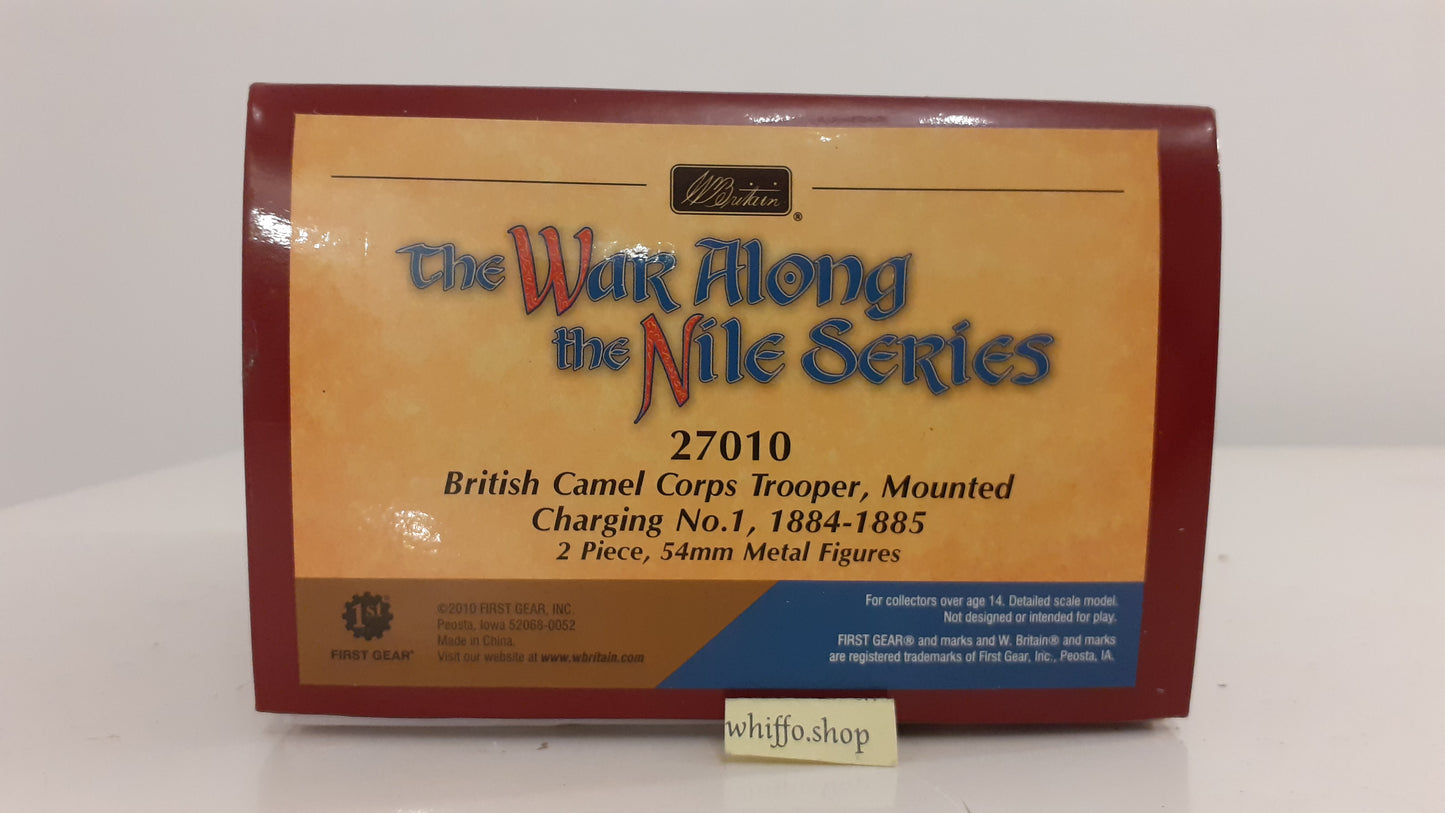 WBritain®
The War Along
the Nile Series
27010
British Camel Corps Trooper, Mounted
Charging No.1, 1884-1885
2 Piece, 54mm Metal Figures
1st
FIRST GEAR®
©2010 FIRST GEAR, INC.
Peosta, Iowa 52068-0052
Made in China.
Visit our website at www.wbritain.com
For collectors over age 14. Detailed scale model.
Not designed or intended for play.
FIRST GEAR® and marks and W. Britain® and marks
are registered trademarks of First Gear, Inc., Peosta, IA.
whiffo.shop